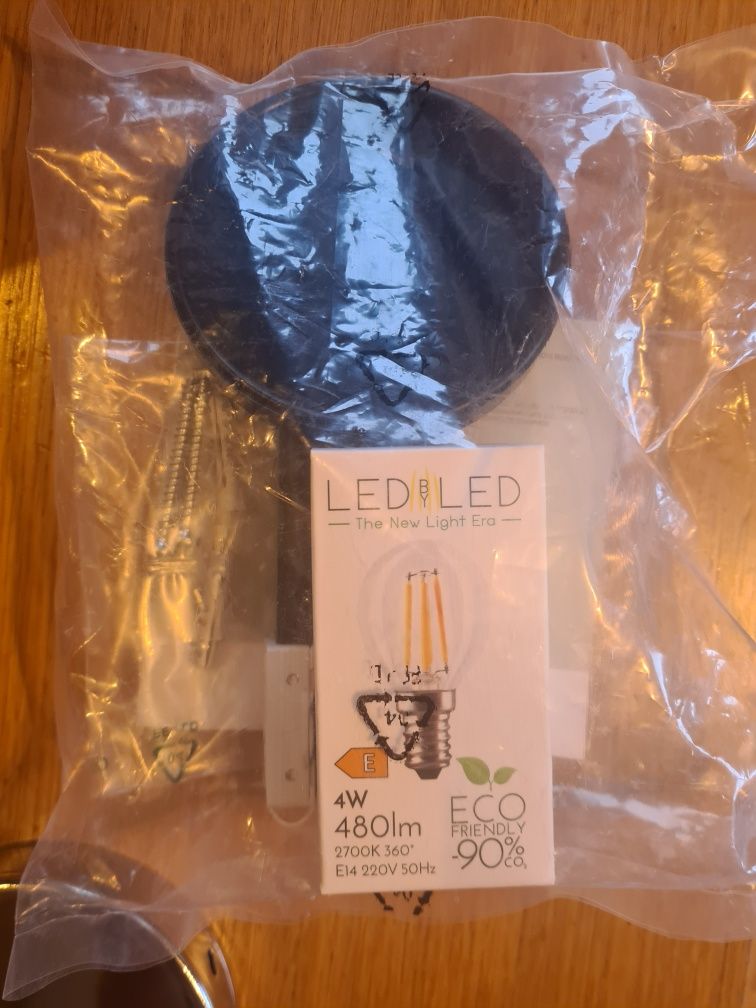 LED BY LED
The New Light Era
E
4W
480lm
2700K 360°
E14 220V 50Hz
ECO
FRIENDLY
-90%
CO₂